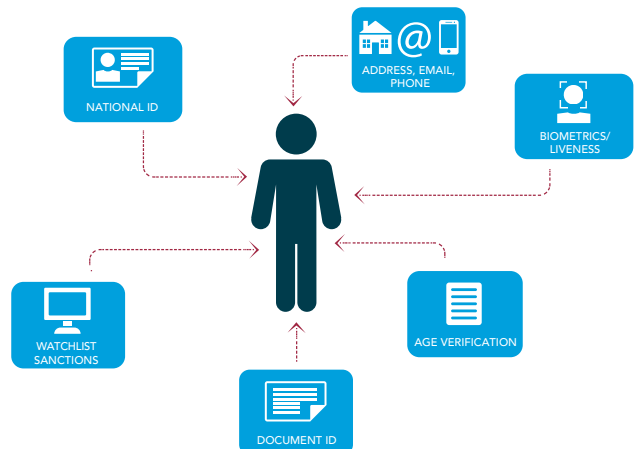 ADDRESS, EMAIL,
PHONE
NATIONAL ID
BIOMETRICS/
LIVENESS
WATCHLIST
SANCTIONS
AGE VERIFICATION
DOCUMENT ID